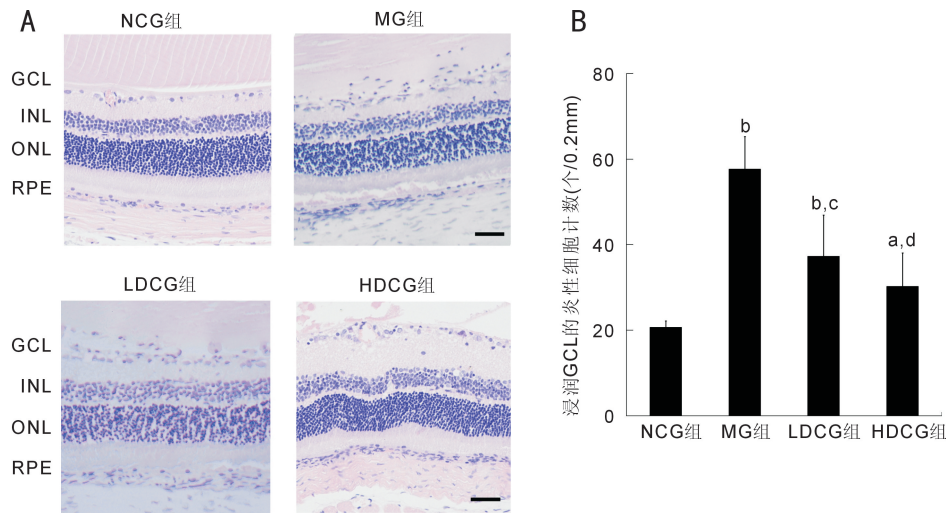 A
NCG组
MG组
GCL
INL
ONL
RPE
LDCG组
HDCG组
GCL
INL
ONL
RPE
B
浸润GCL的炎性细胞计数(个/0.2mm)
80
60
40
20
0
b
b,c
a,d
NCG组
MG组
LDCG组
HDCG组